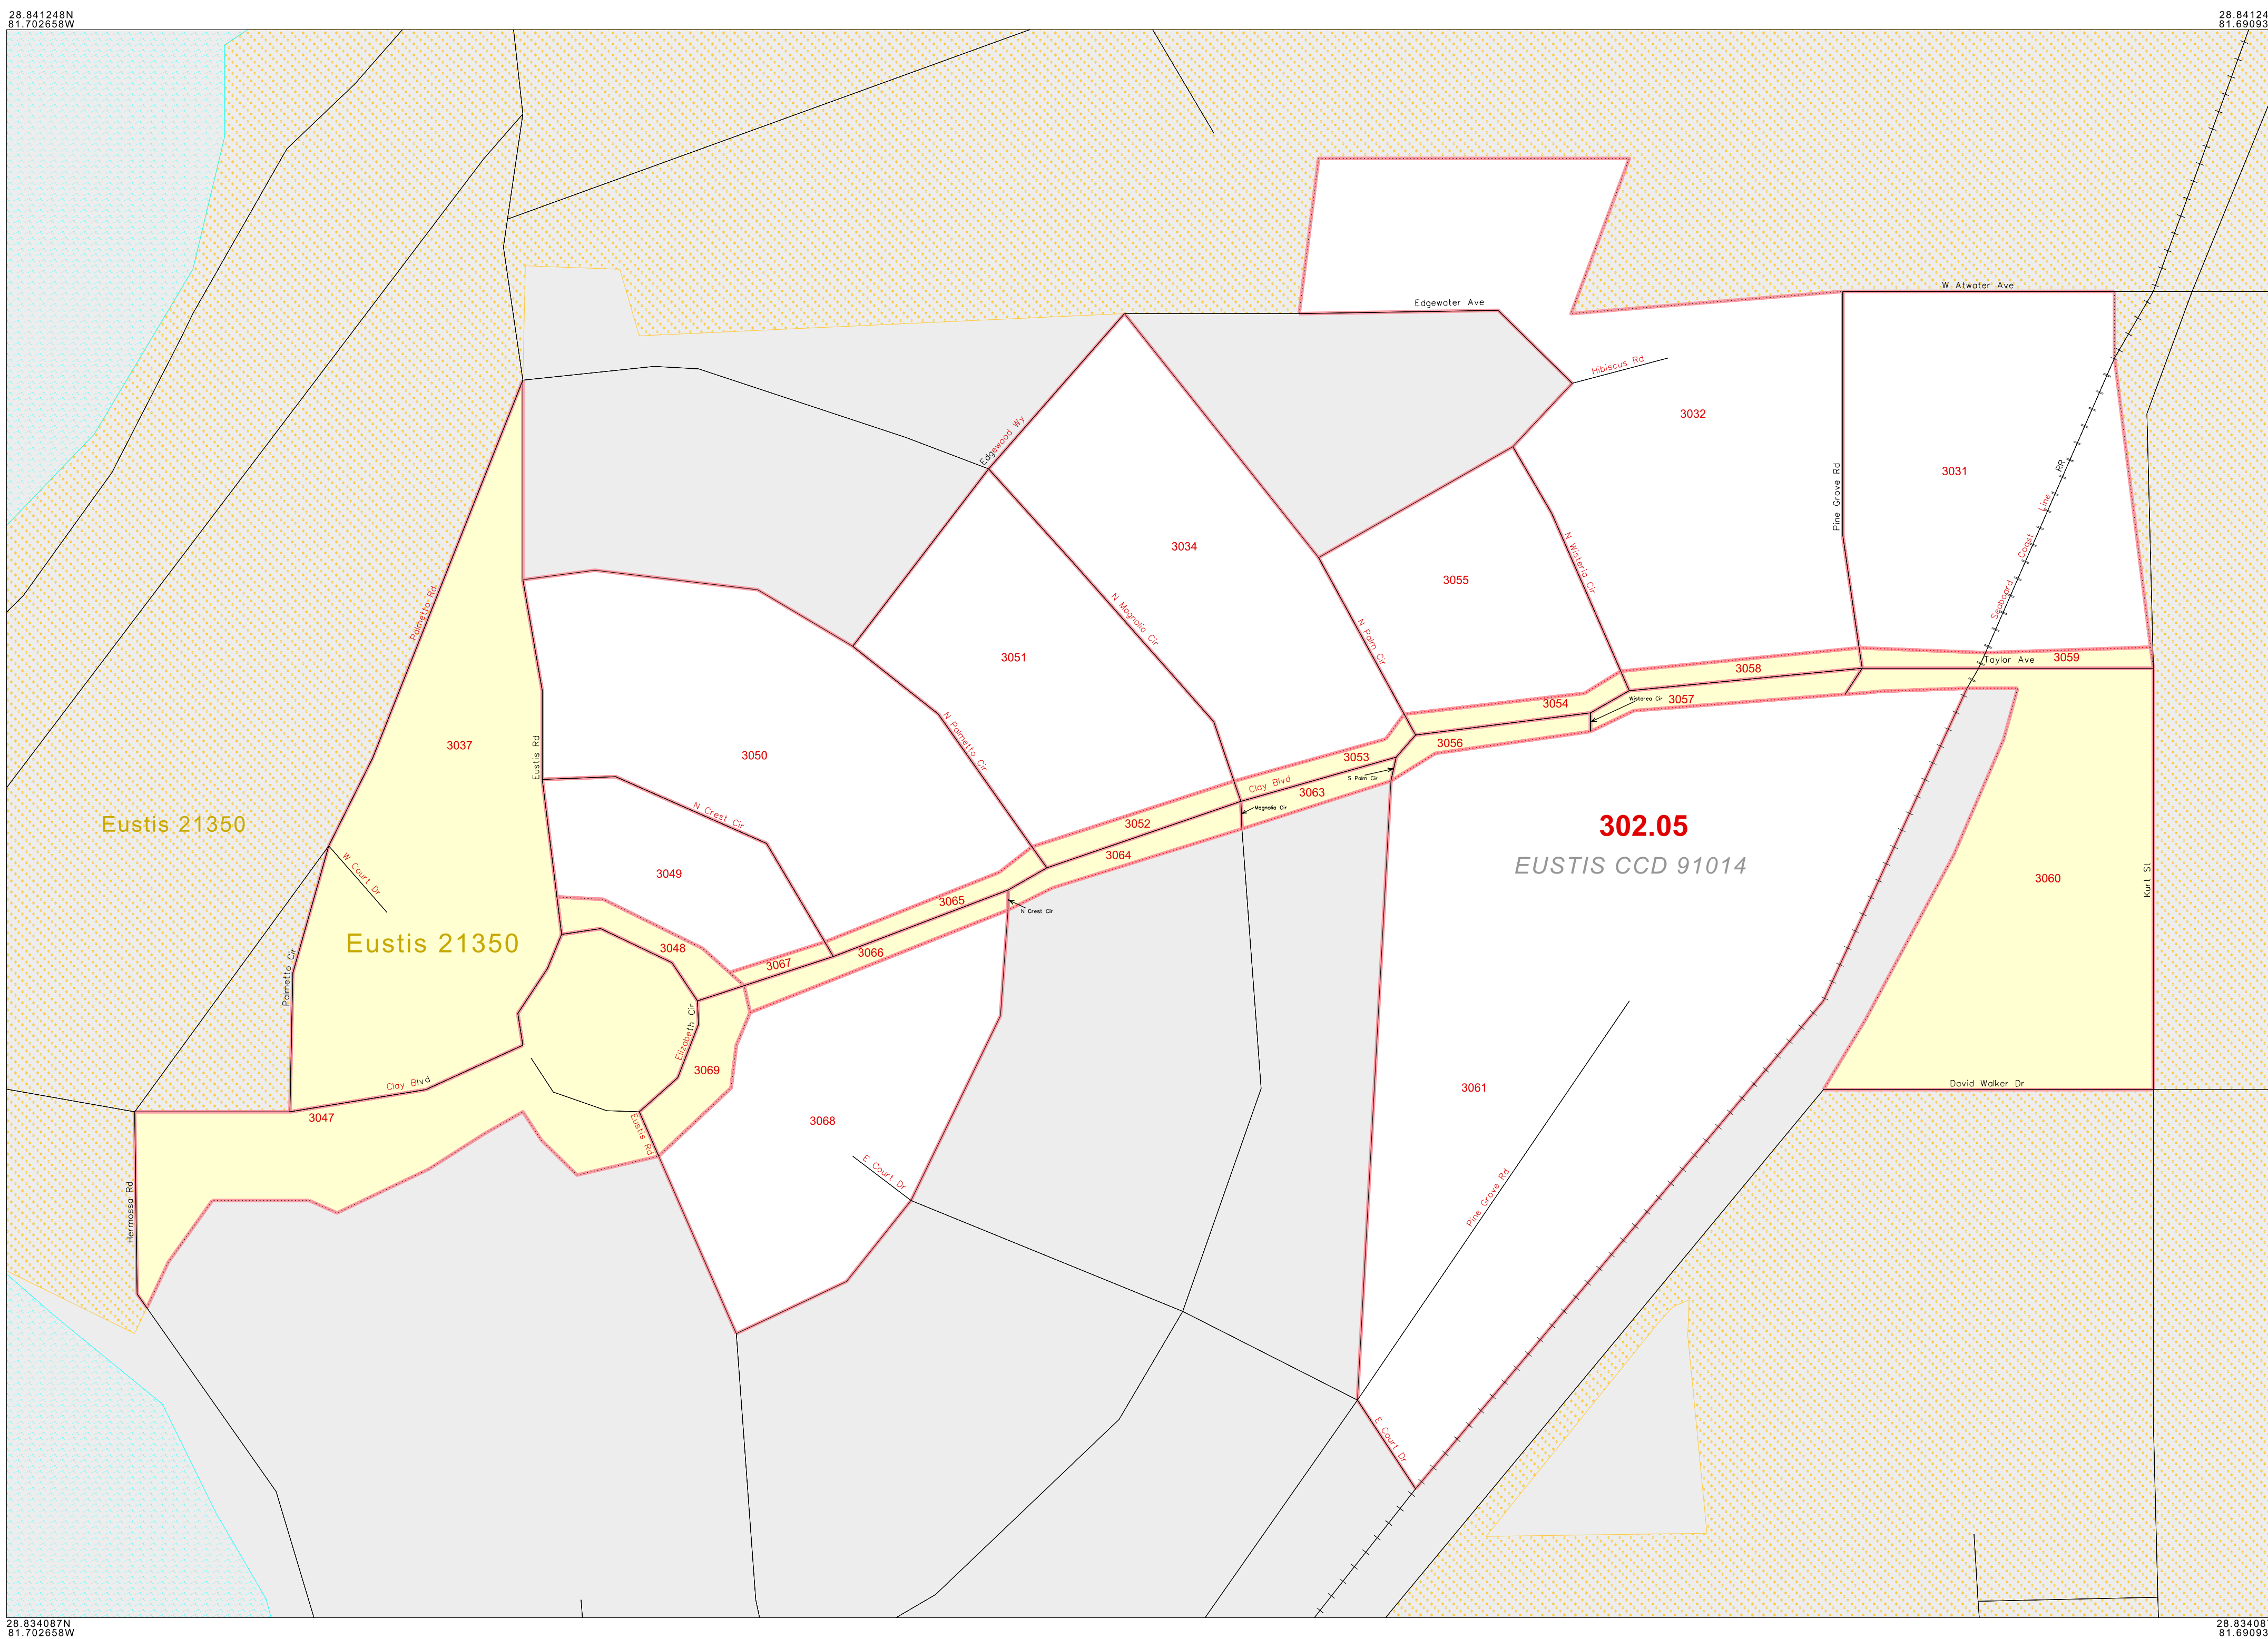 28.841248N
81.702658W
28.84124
81.69093
W Atwater Ave
Edgewater Ave
Hibiscus Rd
3032
Edgewood Wy
Pine Grove Rd
3031
Seaboard Coast Line RR
3034
N Wisteria Cir
3055
Palmetto Rd
N Magnolia Cir
N Palm Cir
3051
3059
Taylor Ave
3058
3057
Wistarea Cir
3054
3056
3037
Eustis Rd
3050
N Palmetto Cir
3053
S Palm Cir
Clay Blvd
3063
Magnolia Cir
Eustis 21350
N Crest Cir
3052
302.05
EUSTIS CCD 91014
3064
W Court Dr
3049
Kurt St
3060
3065
N Crest Cir
Eustis 21350
3048
3066
3067
Palmetto Cir
Elizabeth Cir
3069
Clay Blvd
David Walker Dr
3061
3047
Eustis Rd
3068
E Court Dr
Hermossa Rd
Pine Grove Rd
E Court Dr
28.834087N
81.702658W
28.834087
81.69093